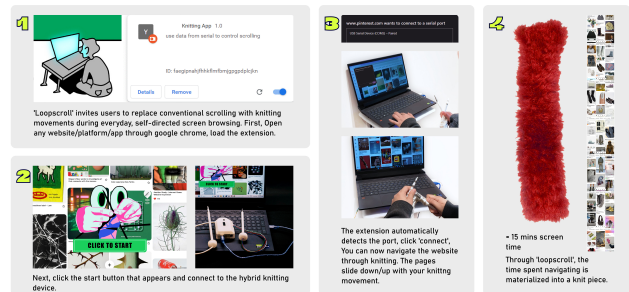 1
Knitting App 1.0
use data from serial to control scrolling
Details
Remove
'Loopscroll' invites users to replace conventional scrolling with knitting
movements during everyday, self-directed screen browsing. First, Open
any website/platform/app through google chrome, load the extension.
2
CLICK TO START
Next, click the start button that appears and connect to the hybrid knitting
device.
3
www.pinterest.com wants to connect to a serial port
The extension automatically
detects the port, click 'connect',
You can now navigate the website
through knitting. The pages
slide down/up with your knitng
movement.
4
= 15 mins screen
time
Through 'loopscroll', the
time spent navigating is
materialized into a knit piece.